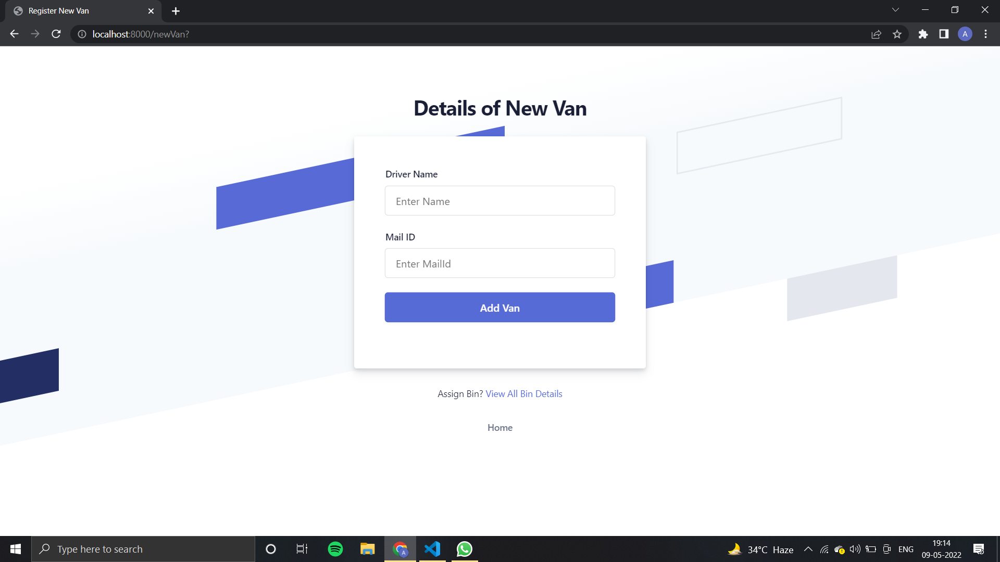 Register New Van
localhost:8000/newVan?
A
Details of New Van
Driver Name
Enter Name
Mail ID
Enter MailId
Add Van
Assign Bin? View All Bin Details
Home
Type here to search
A
34°C Haze
ENG
19:14
09-05-2022